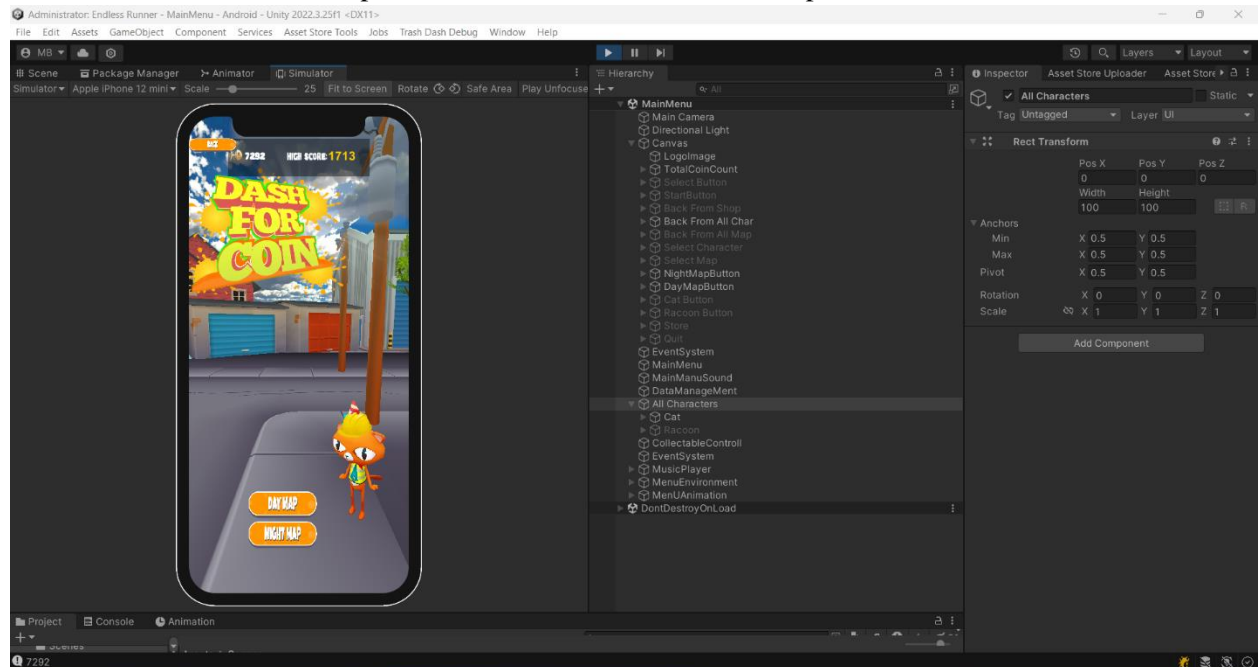 Administrator: Endless Runner - MainMenu - Android - Unity 2022.3.25f1 <DX11>
File Edit Assets GameObject Component Services Asset Store Tools Jobs Trash Dash Debug Window Help
MB
Layers Layout
Scene Package Manager Animator Simulator
Simulator Apple iPhone 12 mini Scale 25 Fit to Screen Rotate Safe Area Play Unfocuse
BACK
7292 HIGH SCORE: 1713
DASH
FOR
COIN
DAY MAP
NIGHT MAP
Hierarchy
All
MainMenu
Main Camera
Directional Light
Canvas
LogoImage
TotalCoinCount
Select Button
StartButton
Back From Shop
Back From All Char
Back From All Map
Select Character
Select Map
NightMapButton
DayMapButton
Cat Button
Racoon Button
Store
Quit
EventSystem
MainMenu
MainManuSound
DataManageMent
All Characters
Cat
Racoon
CollectableControll
EventSystem
MusicPlayer
MenuEnvironment
MenUAnimation
DontDestroyOnLoad
Inspector Asset Store Uploader Asset Store
All Characters Static
Tag Untagged Layer UI
Rect Transform
Pos X Pos Y Pos Z
0 0 0
Width Height
100 100 R
Anchors
Min X 0.5 Y 0.5
Max X 0.5 Y 0.5
Pivot X 0.5 Y 0.5
Rotation X 0 Y 0 Z 0
Scale X 1 Y 1 Z 1
Add Component
Project Console Animation
Scenes
7292